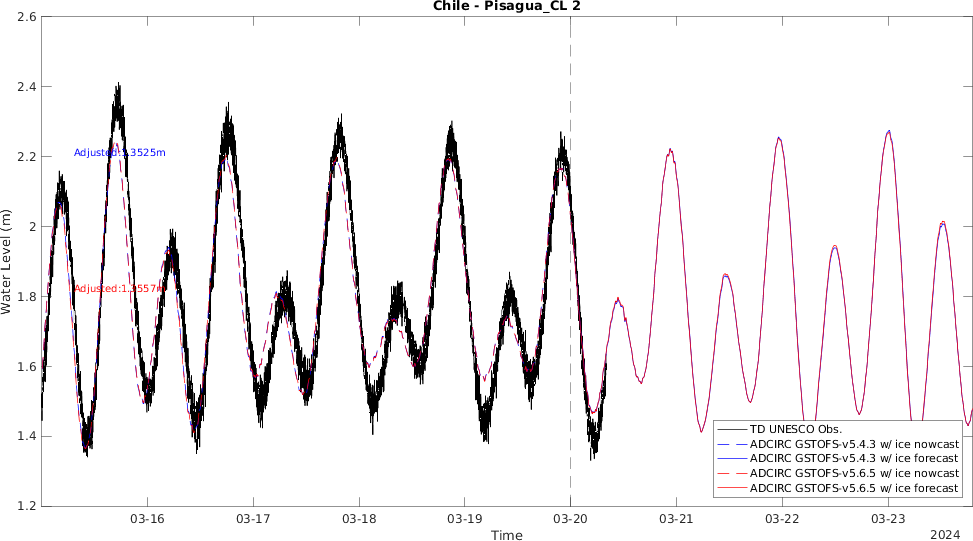 Chile - Pisagua_CL 2
Water Level (m)
2.6
2.4
2.2
2
1.8
1.6
1.4
1.2
03-16
03-17
03-18
03-19
03-20
03-21
03-22
03-23
Time
2024
TD UNESCO Obs.
ADCIRC GSTOFS-v5.4.3 w/ ice nowcast
ADCIRC GSTOFS-v5.4.3 w/ ice forecast
ADCIRC GSTOFS-v5.6.5 w/ ice nowcast
ADCIRC GSTOFS-v5.6.5 w/ ice forecast